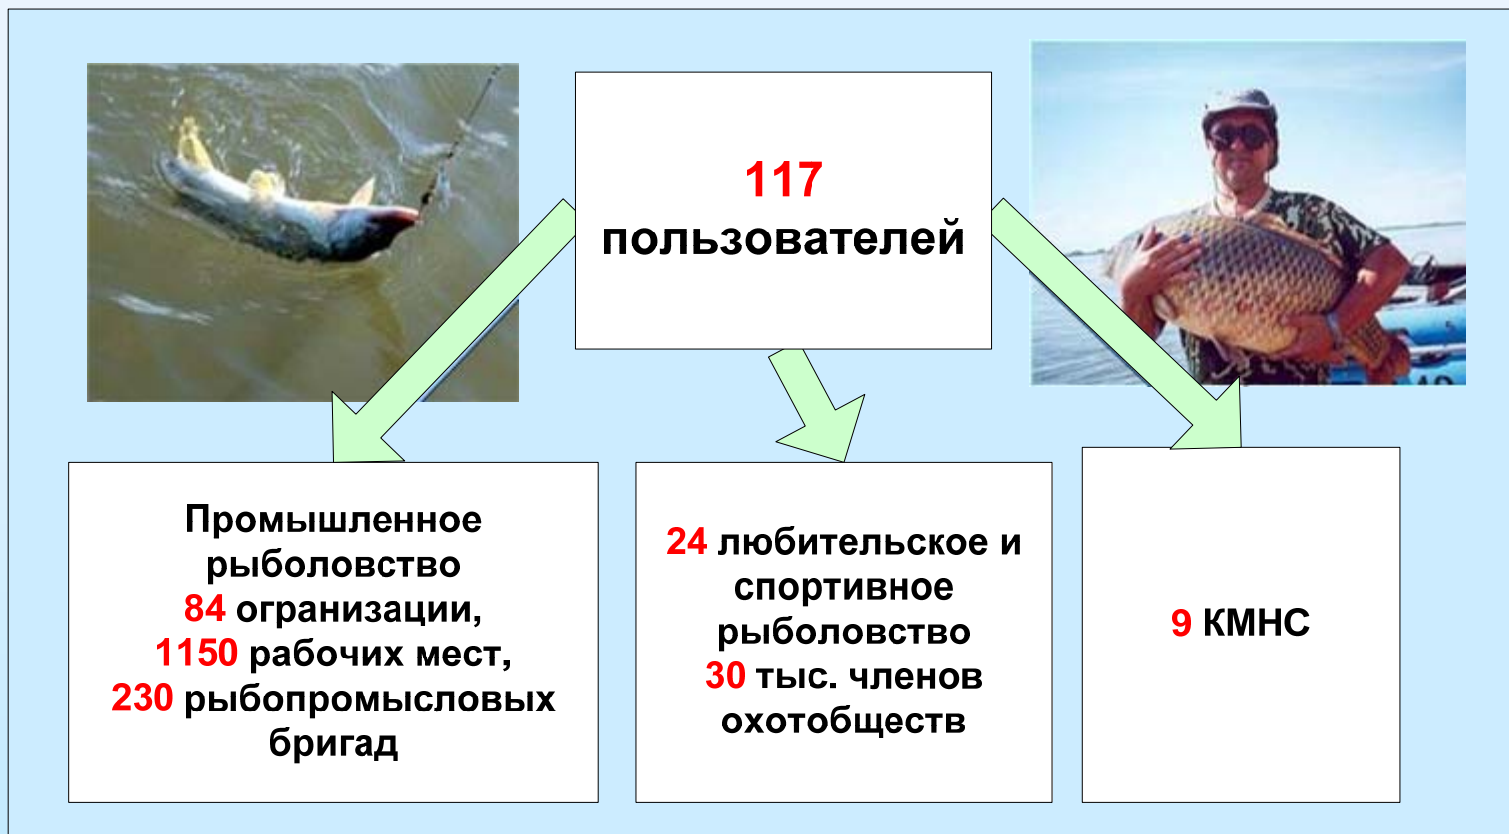 117
пользователей
Промышленное
рыболовство
84 огранизации,
1150 рабочих мест,
230 рыбопромысловых
бригад
24 любительское и
спортивное
рыболовство
30 тыс. членов
охотобществ
9 КМНС